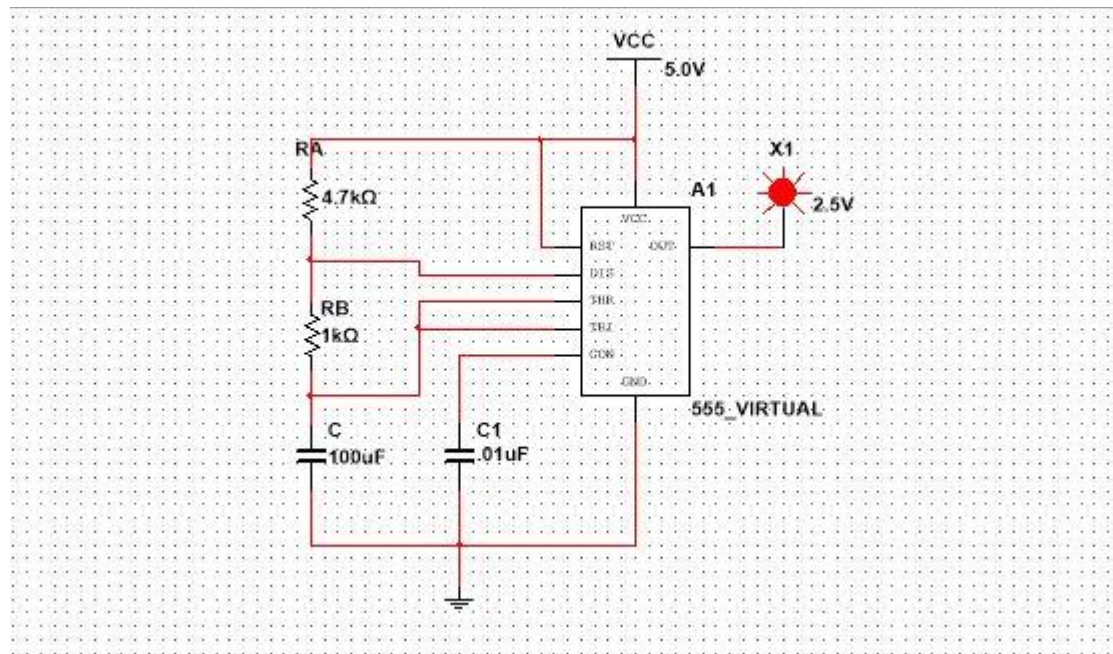 VCC
5.0V
RA
4.7kΩ
X1
2.5V
A1
VCC
RST
OUT
DIS
THR
TRI
CON
GND
555_VIRTUAL
RB
1kΩ
C
100uF
C1
.01uF